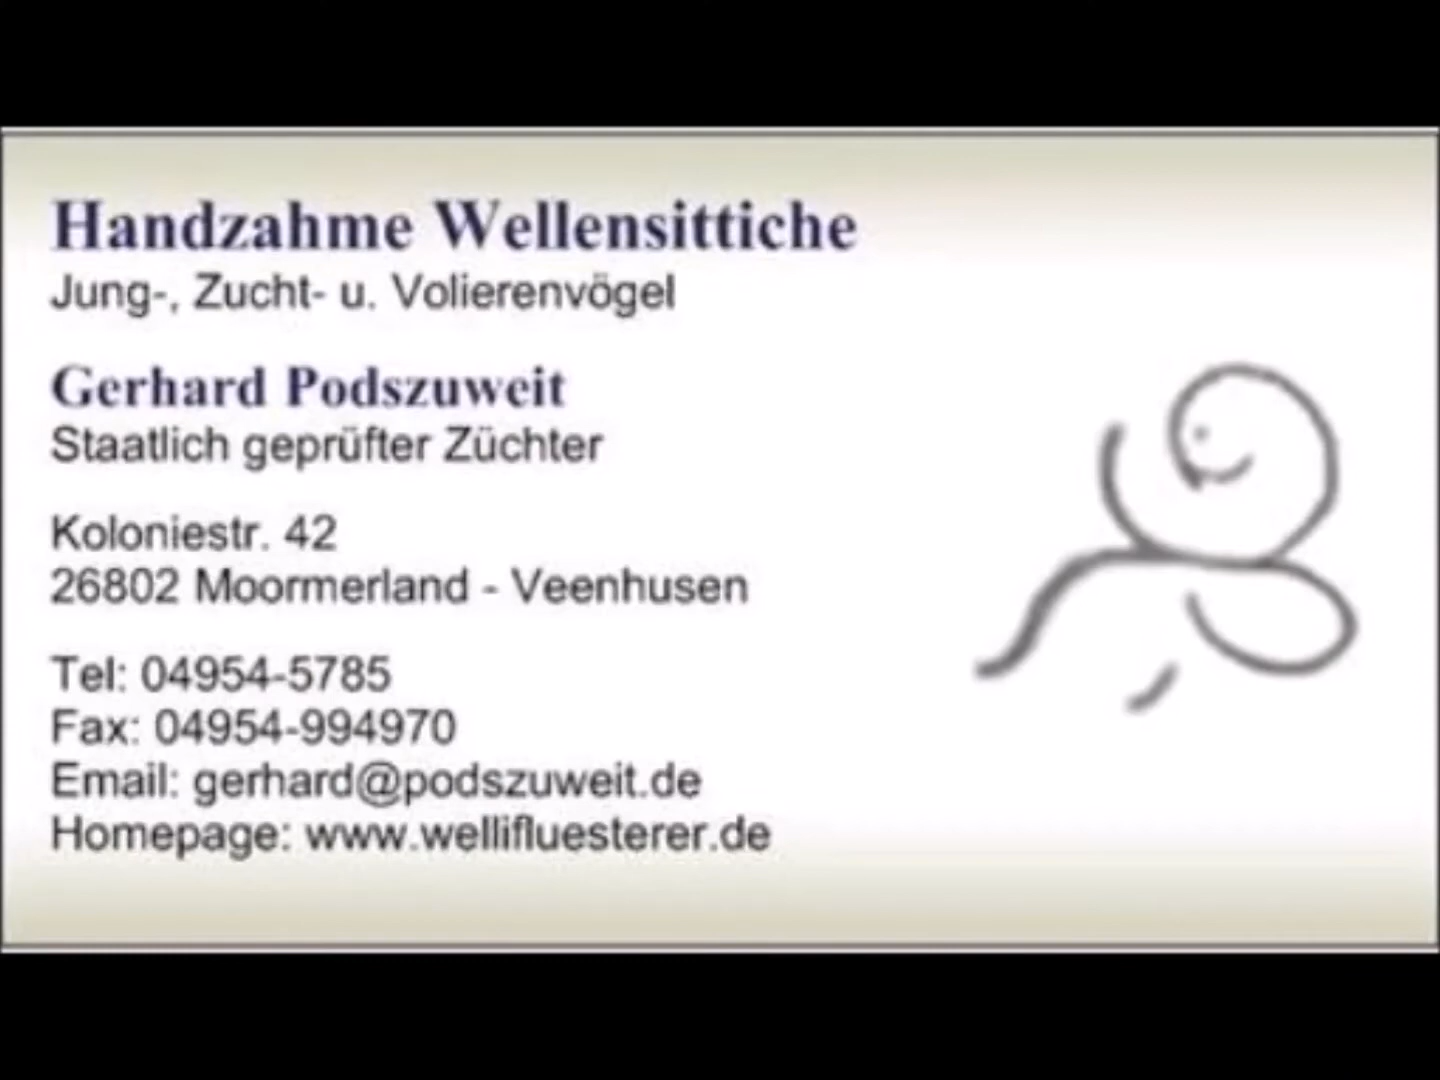 Handzahme Wellensittiche
Jung-, Zucht- u. Volierenvögel
Gerhard Podszuweit
Staatlich geprüfter Züchter
Koloniestr. 42
26802 Moormerland - Veenhusen
Tel: 04954-5785
Fax: 04954-994970
Email: gerhard@podszuweit.de
Homepage: www.wellifluesterer.de